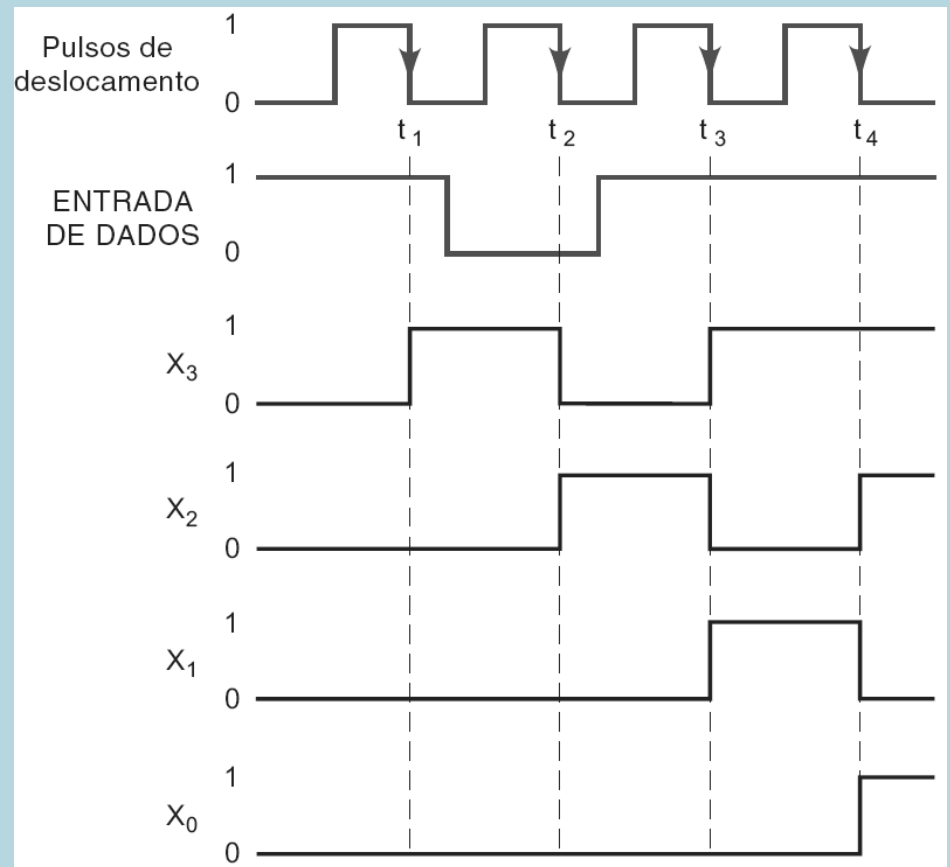 1
Pulsos de
deslocamento
0
t1 t2 t3 t4
1
ENTRADA
DE DADOS
0
1
X3
0
1
X2
0
1
X1
0
1
X0
0